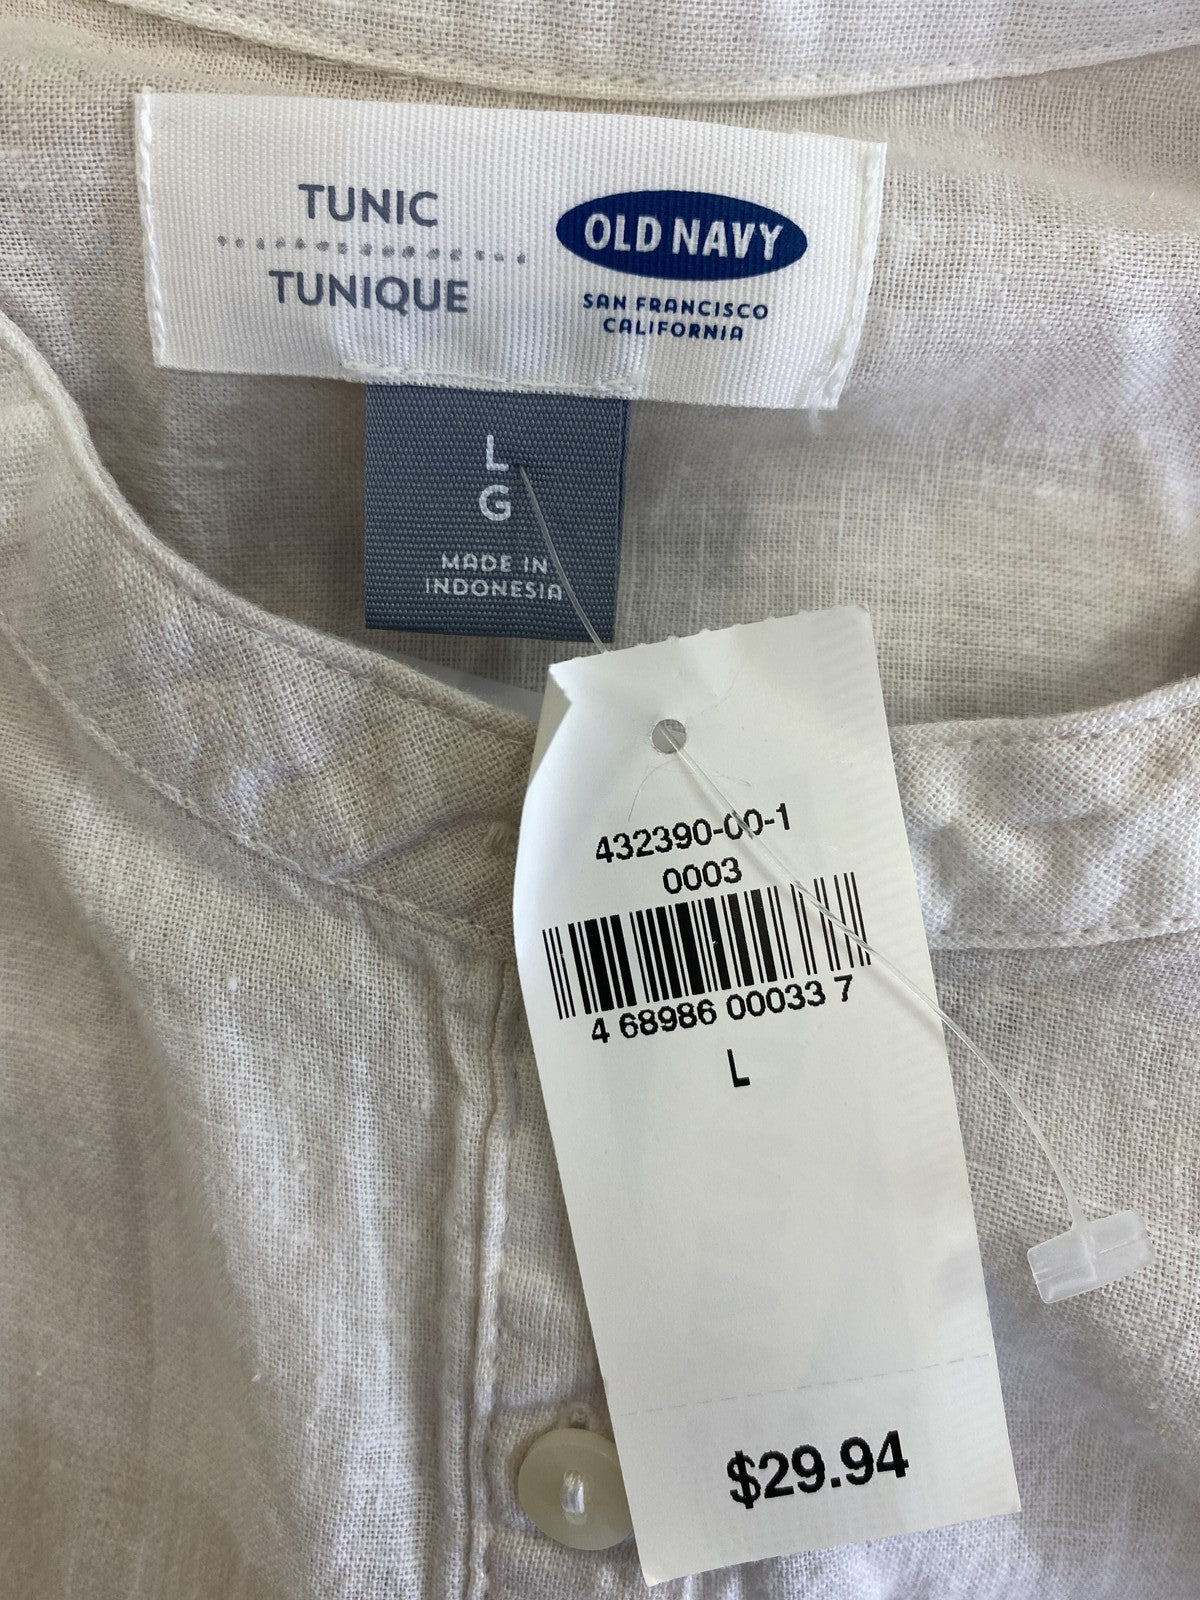 TUNIC
TUNIQUE
OLD NAVY
SAN FRANCISCO
CALIFORNIA
L
G
MADE IN
INDONESIA
432390-00-1
0003
4 68986 00033 7
L
$29.94